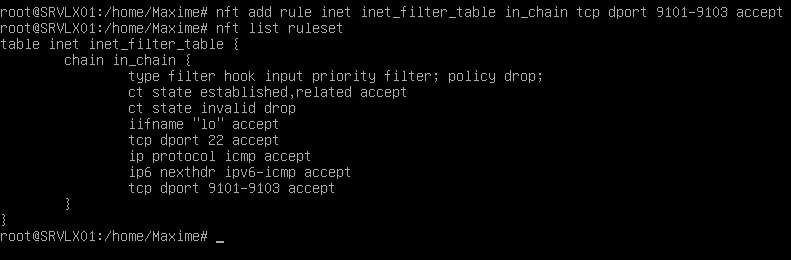 root@SRVLX01:/home/Maxime# nft add rule inet inet_filter_table in_chain tcp dport 9101-9103 accept
root@SRVLX01:/home/Maxime# nft list ruleset
table inet inet_filter_table {
        chain in_chain {
                type filter hook input priority filter; policy drop;
                ct state established,related accept
                ct state invalid drop
                iifname "lo" accept
                tcp dport 22 accept
                ip protocol icmp accept
                ip6 nexthdr ipv6-icmp accept
                tcp dport 9101-9103 accept
        }
}
root@SRVLX01:/home/Maxime# _